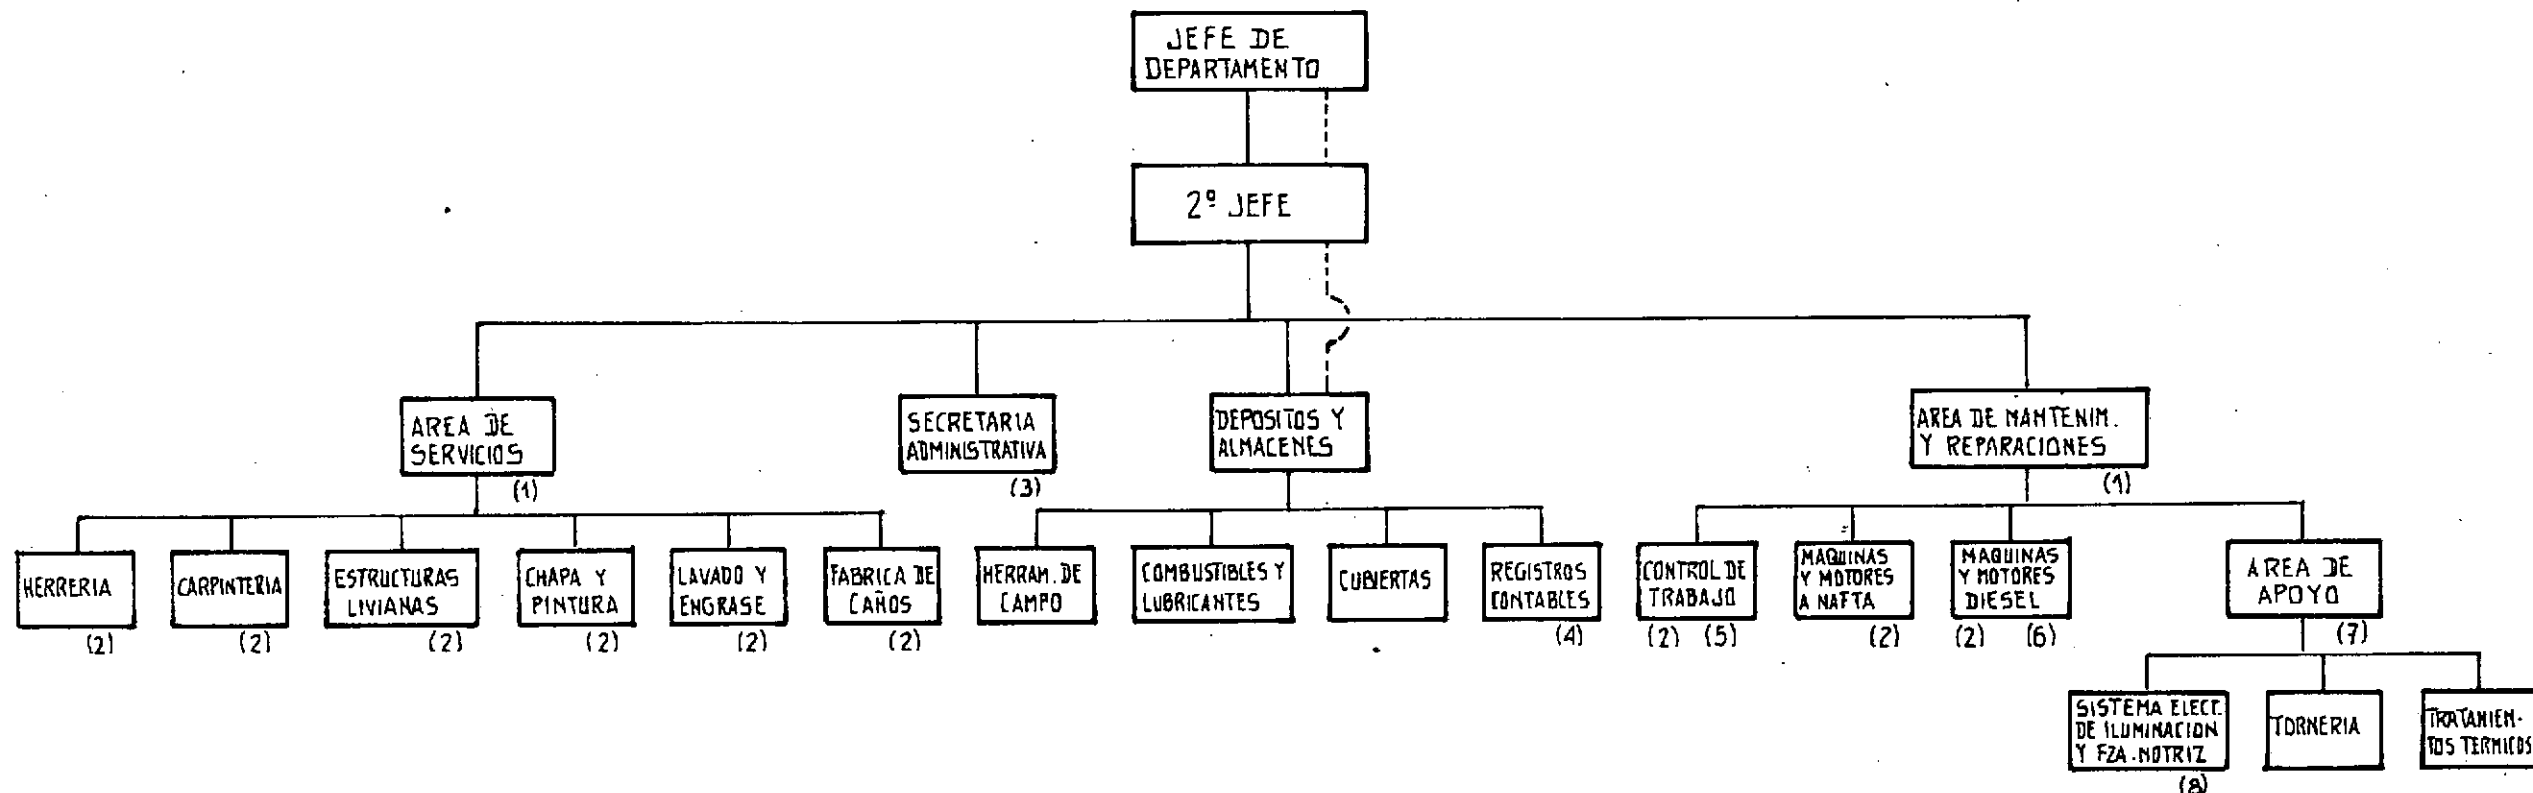 JEFE DE
DEPARTAMENTO
2º JEFE
AREA DE
SERVICIOS
(1)
SECRETARIA
ADMINISTRATIVA
(3)
DEPOSITOS Y
ALMACENES
AREA DE MANTENIM.
Y REPARACIONES
(1)
HERRERIA
(2)
CARPINTERIA
(2)
ESTRUCTURAS
LIVIANAS
(2)
CHAPA Y
PINTURA
(2)
LAVADO Y
ENGRASE
(2)
FABRICA DE
CAÑOS
(2)
HERRAM. DE
CAMPO
COMBUSTIBLES Y
LUBRICANTES
CUBIERTAS
REGISTROS
CONTABLES
(4)
CONTROL DE
TRABAJO
(2) (5)
MAQUINAS
Y MOTORES
A NAFTA
(2)
MAQUINAS
Y MOTORES
DIESEL
(2) (6)
AREA DE
APOYO
(7)
SISTEMA ELECT.
DE ILUMINACION
Y FZA.MOTRIZ
(8)
TORNERIA
TRATAMIEN-
TOS TERMICOS